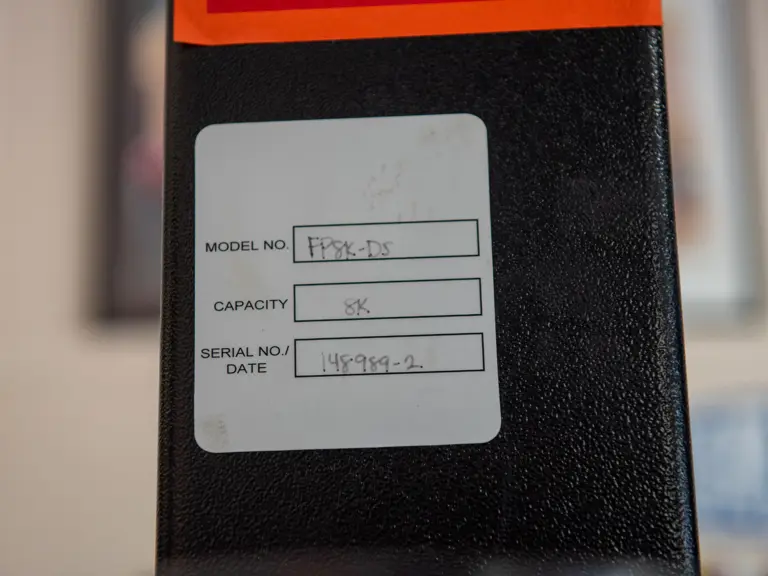 MODEL NO. FP8K-DS
CAPACITY 8K
SERIAL NO./
DATE 148989-2